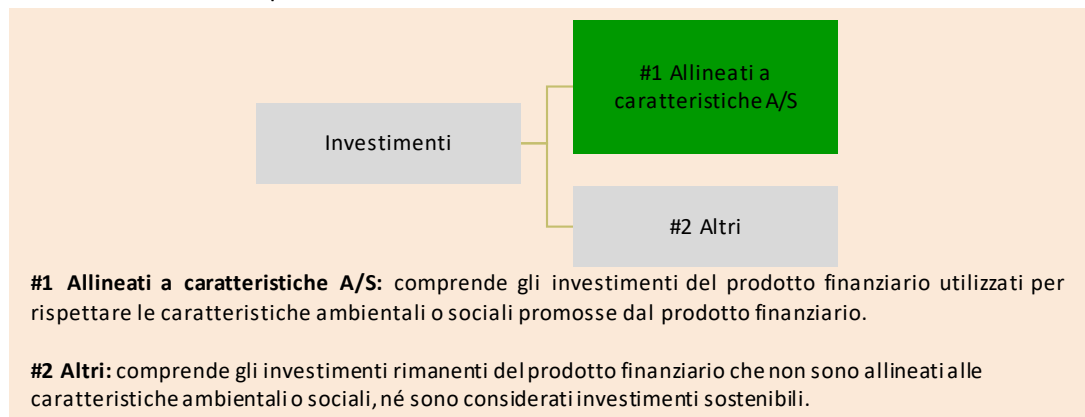 #1 Allineati a
caratteristiche A/S
Investimenti
#2 Altri
#1 Allineati a caratteristiche A/S: comprende gli investimenti del prodotto finanziario utilizzati per
rispettare le caratteristiche ambientali o sociali promosse dal prodotto finanziario.
#2 Altri: comprende gli investimenti rimanenti del prodotto finanziario che non sono allineati alle
caratteristiche ambientali o sociali, né sono considerati investimenti sostenibili.